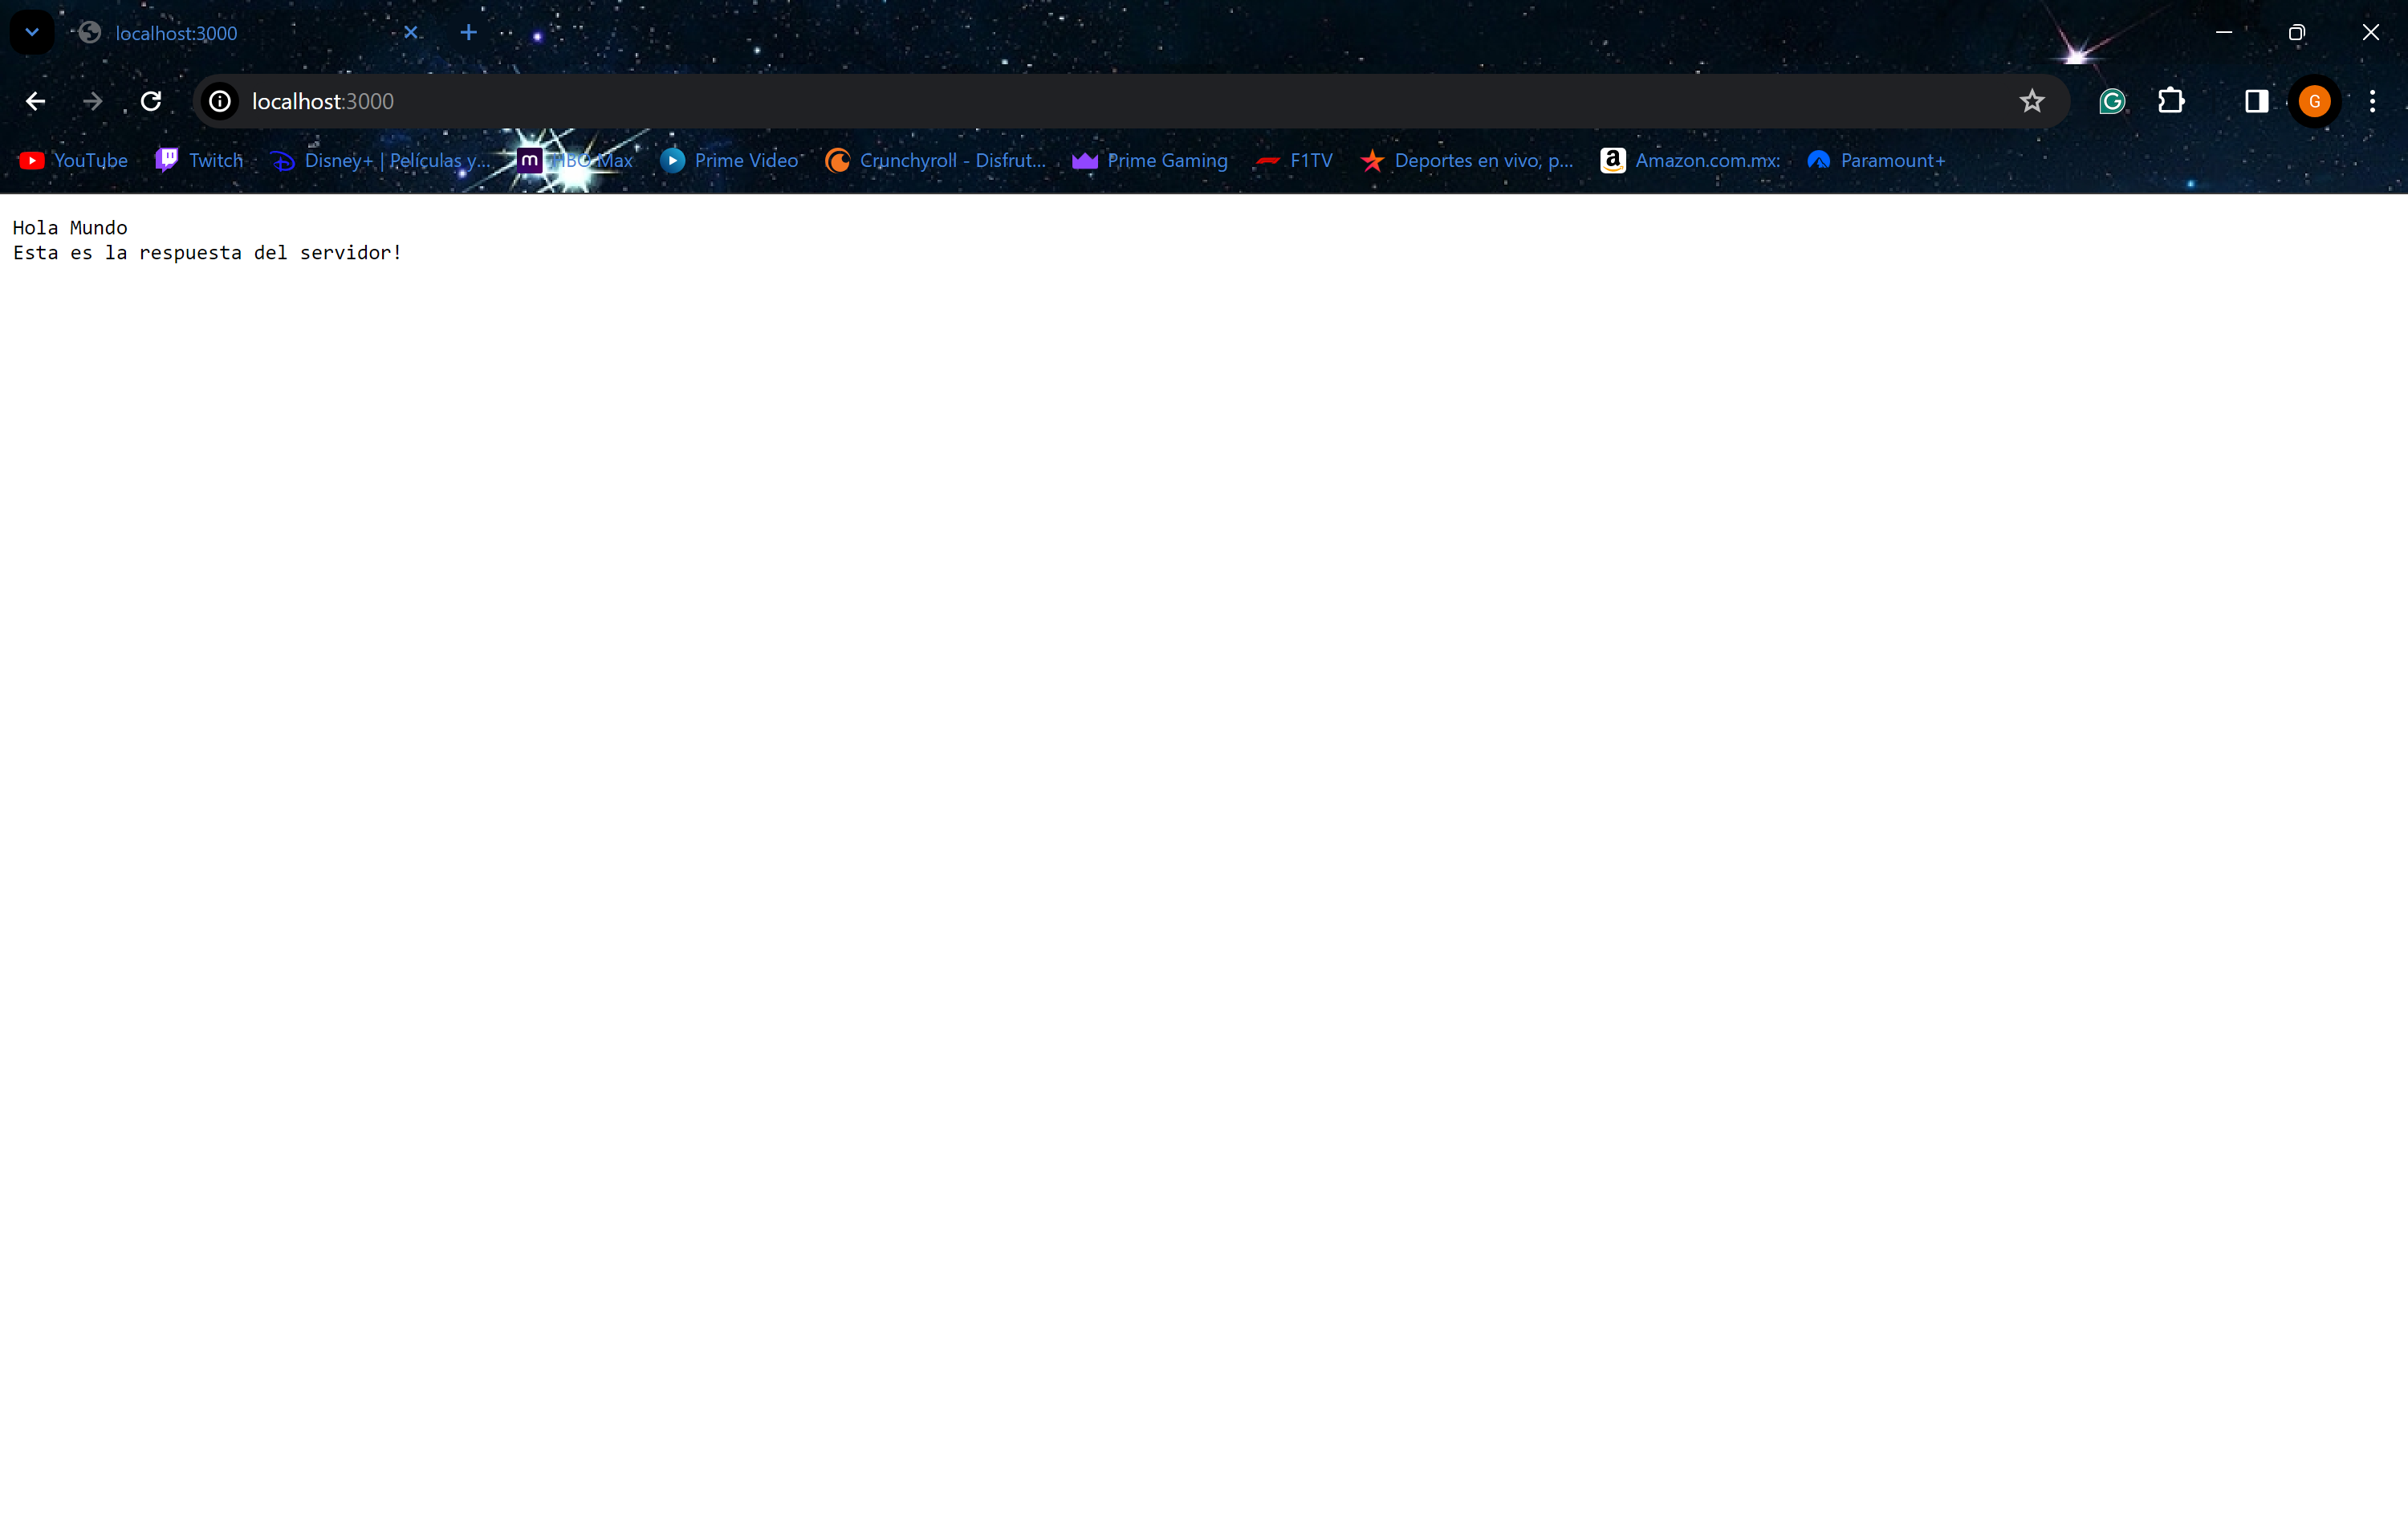 localhost:3000
localhost:3000
G
YouTube
Twitch
Disney+ | Películas y...
HBO Max
Prime Video
Crunchyroll - Disfrut...
Prime Gaming
F1TV
Deportes en vivo, p...
Amazon.com.mx:
Paramount+
Hola Mundo
Esta es la respuesta del servidor!